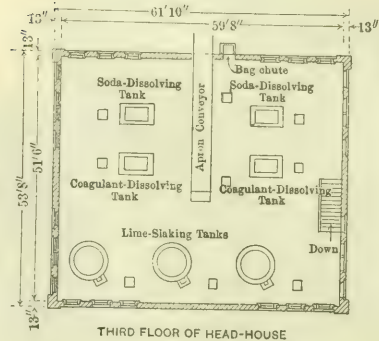 61'10"
13"
59'8"
13"
13"
Bag chute
Soda-Dissolving
Tank
Apron Conveyor
Soda-Dissolving
Tank
53'8"
51'6"
Coagulant-Dissolving
Tank
Coagulant-Dissolving
Tank
Lime-Slaking Tanks
Down
13"
THIRD FLOOR OF HEAD-HOUSE